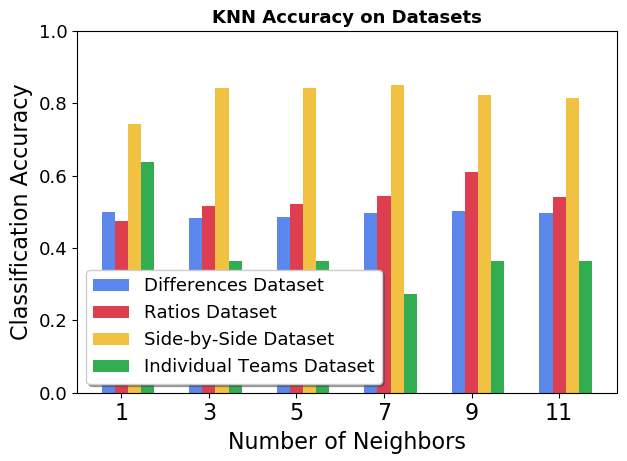 KNN Accuracy on Datasets
Classification Accuracy
1.0
0.8
0.6
0.4
0.2
0.0
Differences Dataset
Ratios Dataset
Side-by-Side Dataset
Individual Teams Dataset
1 3 5 7 9 11
Number of Neighbors